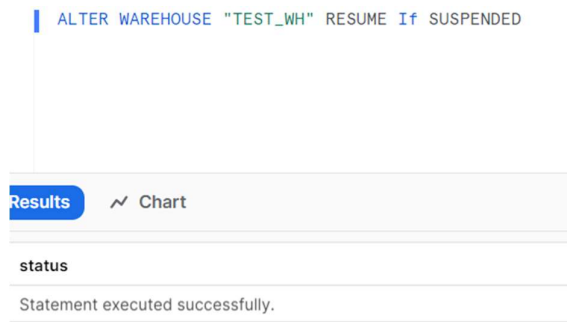 ALTER WAREHOUSE "TEST_WH" RESUME If SUSPENDED
Results
Chart
status
Statement executed successfully.